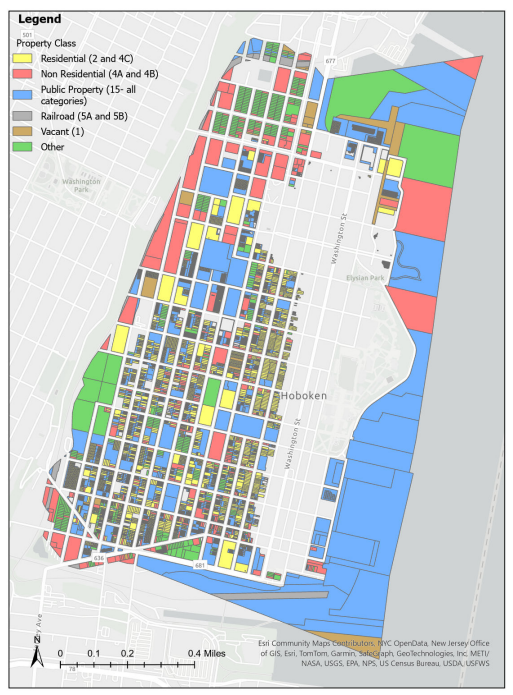 Legend
501
Property Class
Residential (2 and 4C)
Non Residential (4A and 4B)
Public Property (15- all
categories)
Railroad (5A and 5B)
Vacant (1)
Other
677
Washington
Park
Washington St
Elysian Park
Hoboken
Washington St
636
681
ry Ave
78
N
0 0.1 0.2 0.4 Miles
Esri Community Maps Contributors, NYC OpenData, New Jersey Office
of GIS, Esri, TomTom, Garmin, SafeGraph, GeoTechnologies, Inc, METI/
NASA, USGS, EPA, NPS, US Census Bureau, USDA, USFWS